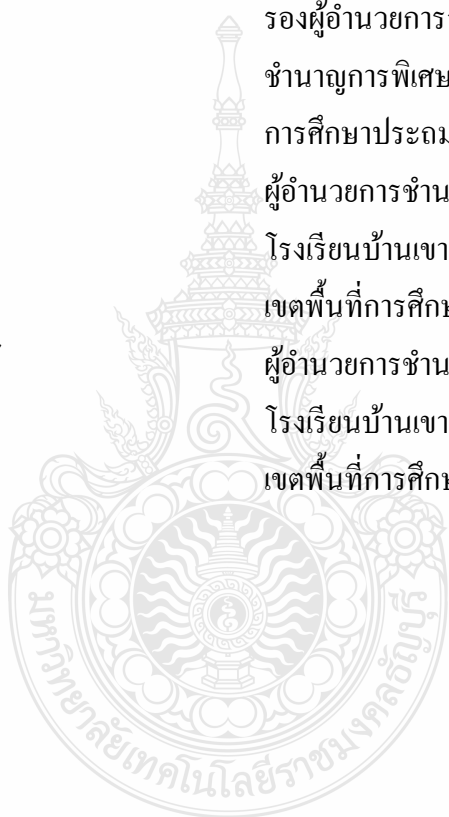 รองผู้อำนวยการ
ชำนาญการพิเศษ
การศึกษาประถม
ผู้อำนวยการชำน
โรงเรียนบ้านเขา
เขตพื้นที่การศึกษ
ผู้อำนวยการชำน
โรงเรียนบ้านเขา
เขตพื้นที่การศึกษ
มหาวิทยาลัยเทคโนโลยีราชมงคลธัญบุรี